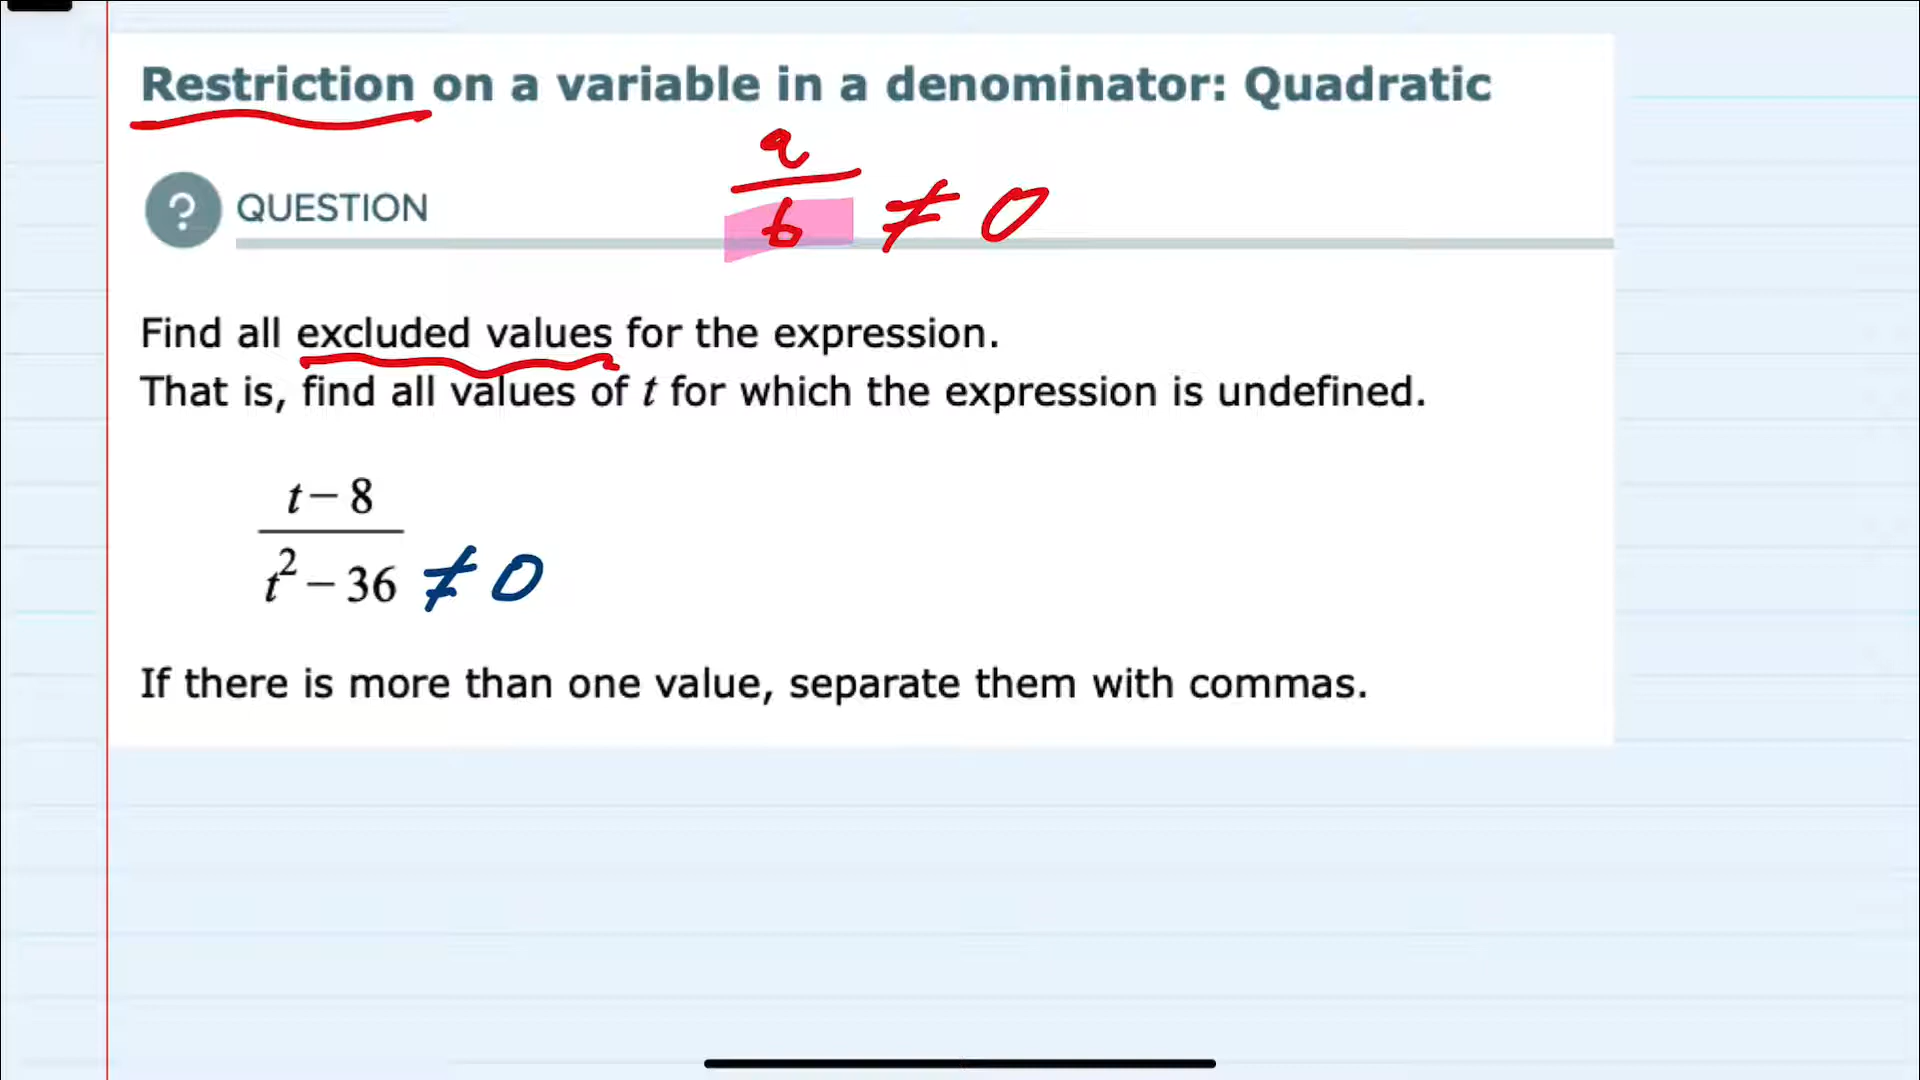 Restriction on a variable in a denominator: Quadratic
a
? QUESTION
b ≠ 0
Find all excluded values for the expression.
That is, find all values of t for which the expression is undefined.
t − 8
t² − 36 ≠ 0
If there is more than one value, separate them with commas.